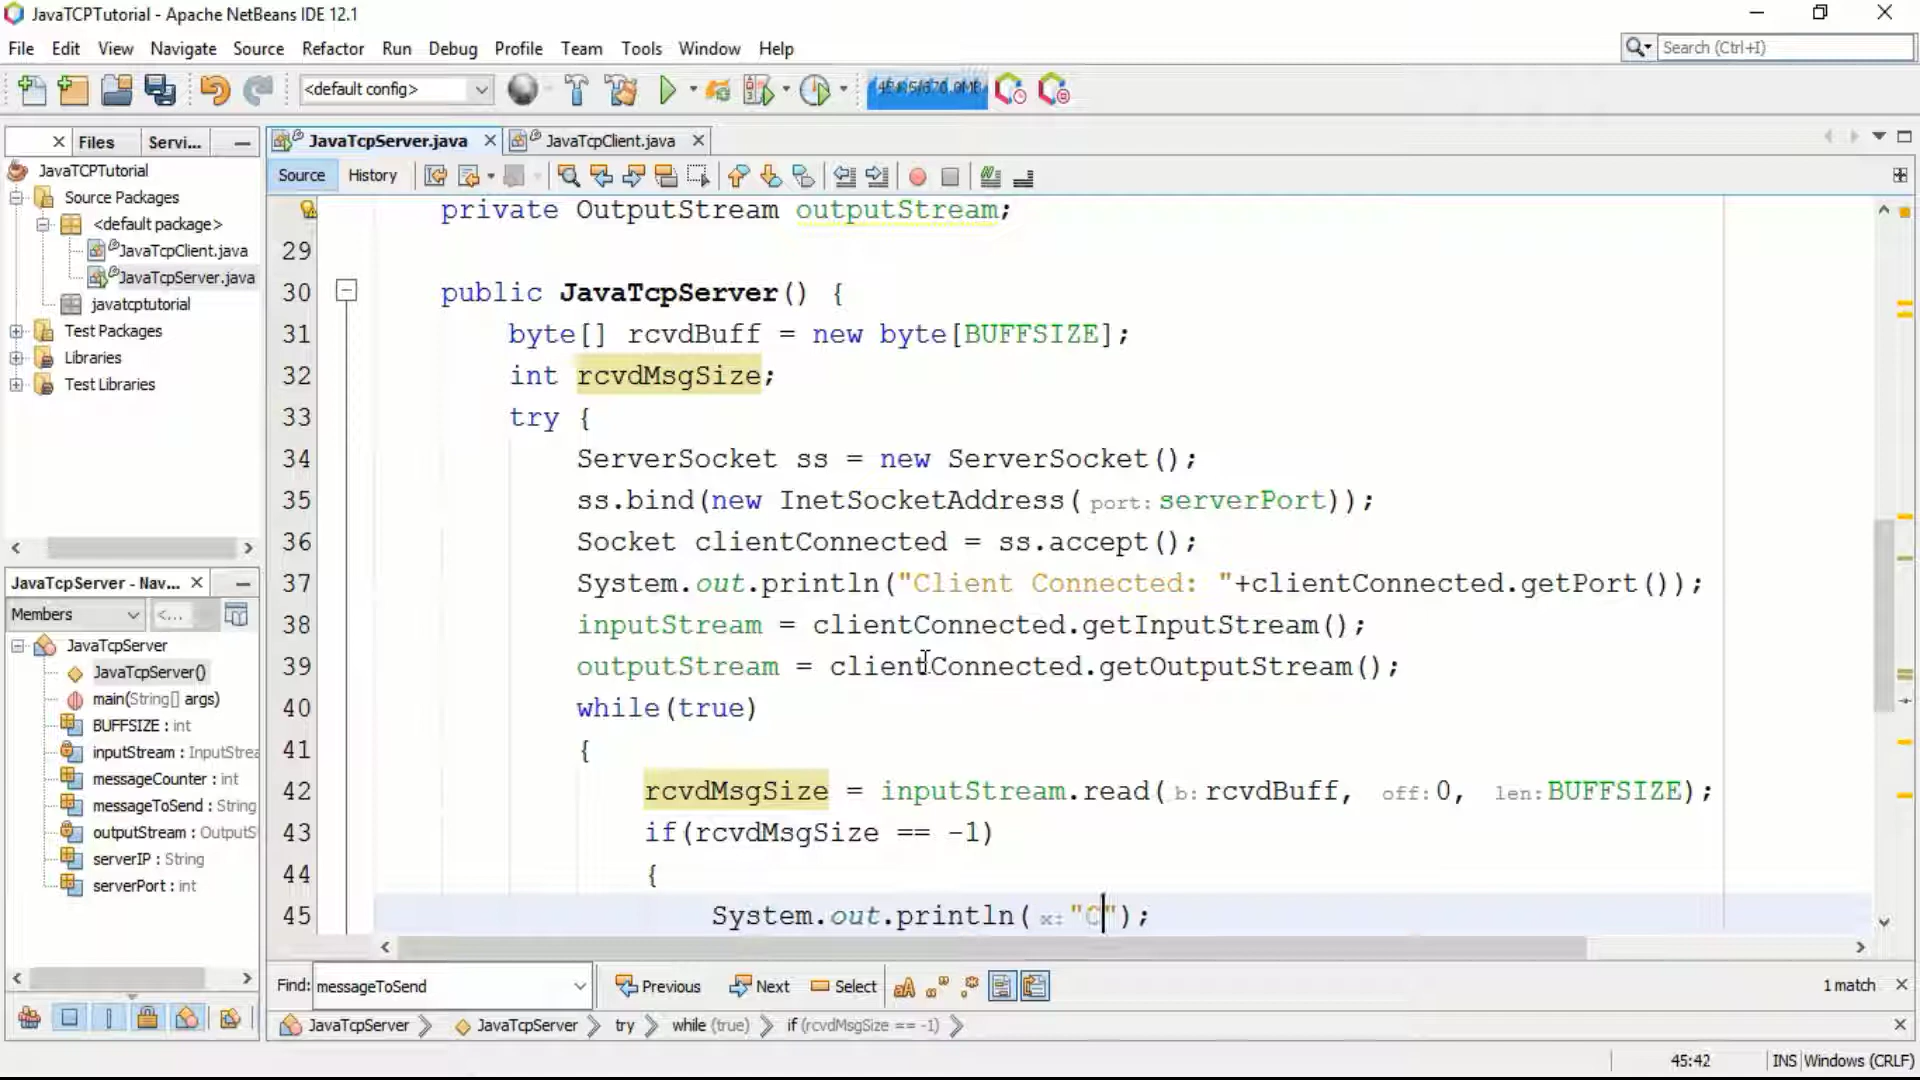 JavaTCPTutorial - Apache NetBeans IDE 12.1
File Edit View Navigate Source Refactor Run Debug Profile Team Tools Window Help
Search (Ctrl+I)
<default config>
Files Servi...
JavaTcpServer.java JavaTcpClient.java
Source History
JavaTCPTutorial
Source Packages
<default package>
JavaTcpClient.java
JavaTcpServer.java
javatcptutorial
Test Packages
Libraries
Test Libraries
JavaTcpServer - Nav...
Members <...
JavaTcpServer
JavaTcpServer()
main(String[] args)
BUFFSIZE : int
inputStream : InputStrea
messageCounter : int
messageToSend : String
outputStream : OutputS
serverIP : String
serverPort : int
private OutputStream outputStream;
29
30 public JavaTcpServer() {
31 byte[] rcvdBuff = new byte[BUFFSIZE];
32 int rcvdMsgSize;
33 try {
34 ServerSocket ss = new ServerSocket();
35 ss.bind(new InetSocketAddress( port: serverPort));
36 Socket clientConnected = ss.accept();
37 System.out.println("Client Connected: "+clientConnected.getPort());
38 inputStream = clientConnected.getInputStream();
39 outputStream = clientConnected.getOutputStream();
40 while(true)
41 {
42 rcvdMsgSize = inputStream.read( b: rcvdBuff, off: 0, len: BUFFSIZE);
43 if(rcvdMsgSize == -1)
44 {
45 System.out.println( x: "C");
Find: messageToSend Previous Next Select 1 match
JavaTcpServer JavaTcpServer try while (true) if (rcvdMsgSize == -1)
45:42 INS Windows (CRLF)